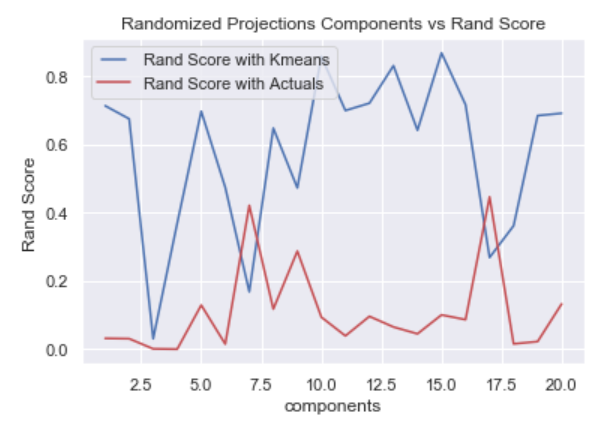 Randomized Projections Components vs Rand Score
Rand Score with Kmeans
Rand Score with Actuals
Rand Score
0.8
0.6
0.4
0.2
0.0
2.5 5.0 7.5 10.0 12.5 15.0 17.5 20.0
components